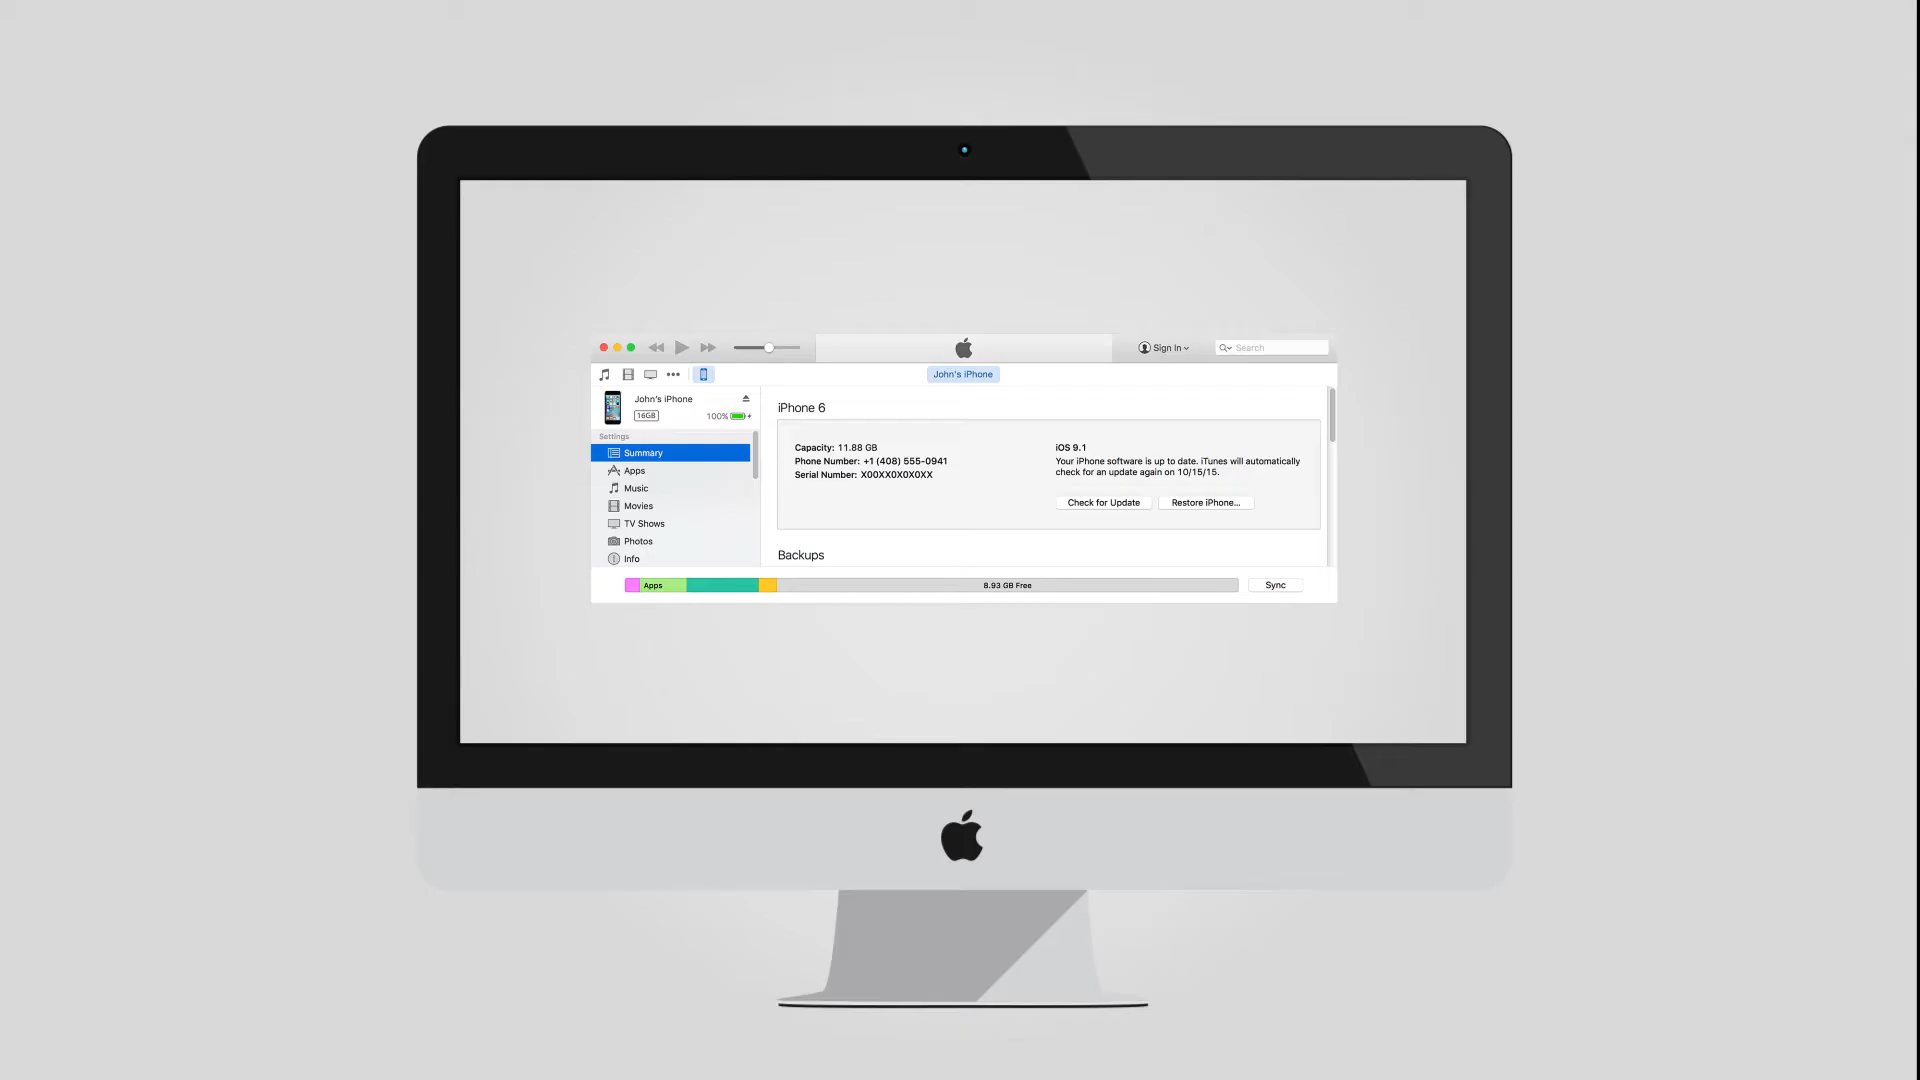 Sign In
Search
John's iPhone
John's iPhone
16GB
100%
Settings
Summary
Apps
Music
Movies
TV Shows
Photos
Info
iPhone 6
Capacity: 11.88 GB
Phone Number: +1 (408) 555-0941
Serial Number: X00XX0X0X0XX
iOS 9.1
Your iPhone software is up to date. iTunes will automatically
check for an update again on 10/15/15.
Check for Update
Restore iPhone...
Backups
Apps
8.93 GB Free
Sync